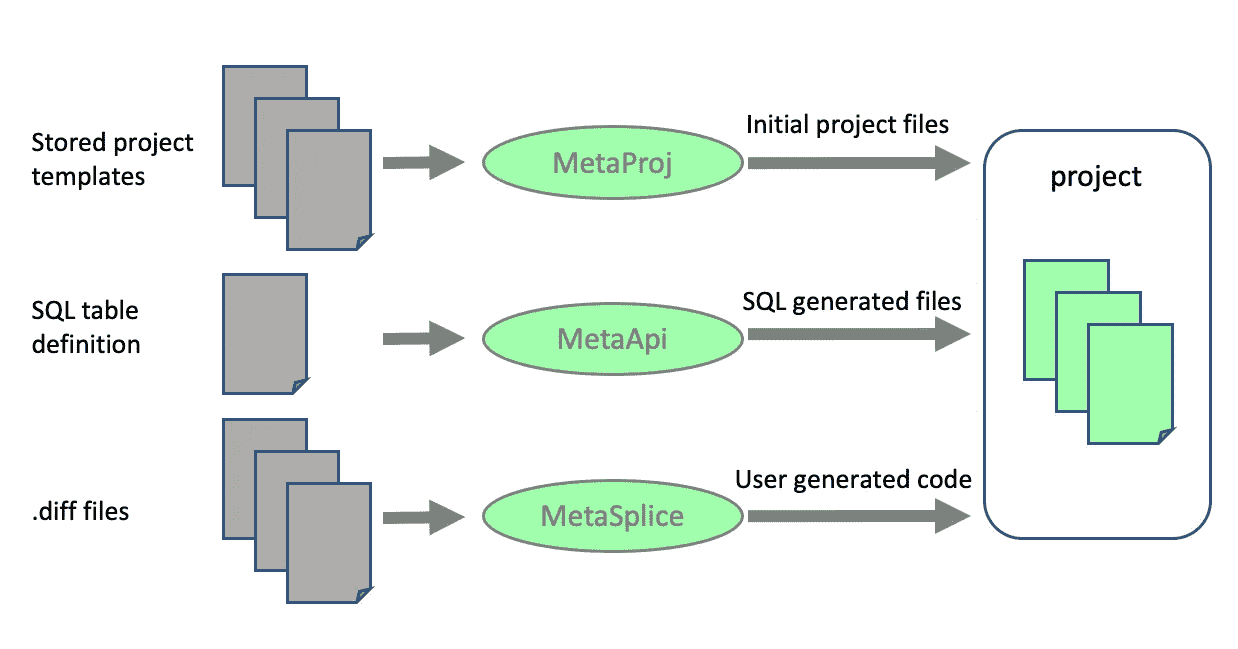 Stored project
templates
MetaProj
Initial project files
project
SQL table
definition
MetaApi
SQL generated files
.diff files
MetaSplice
User generated code